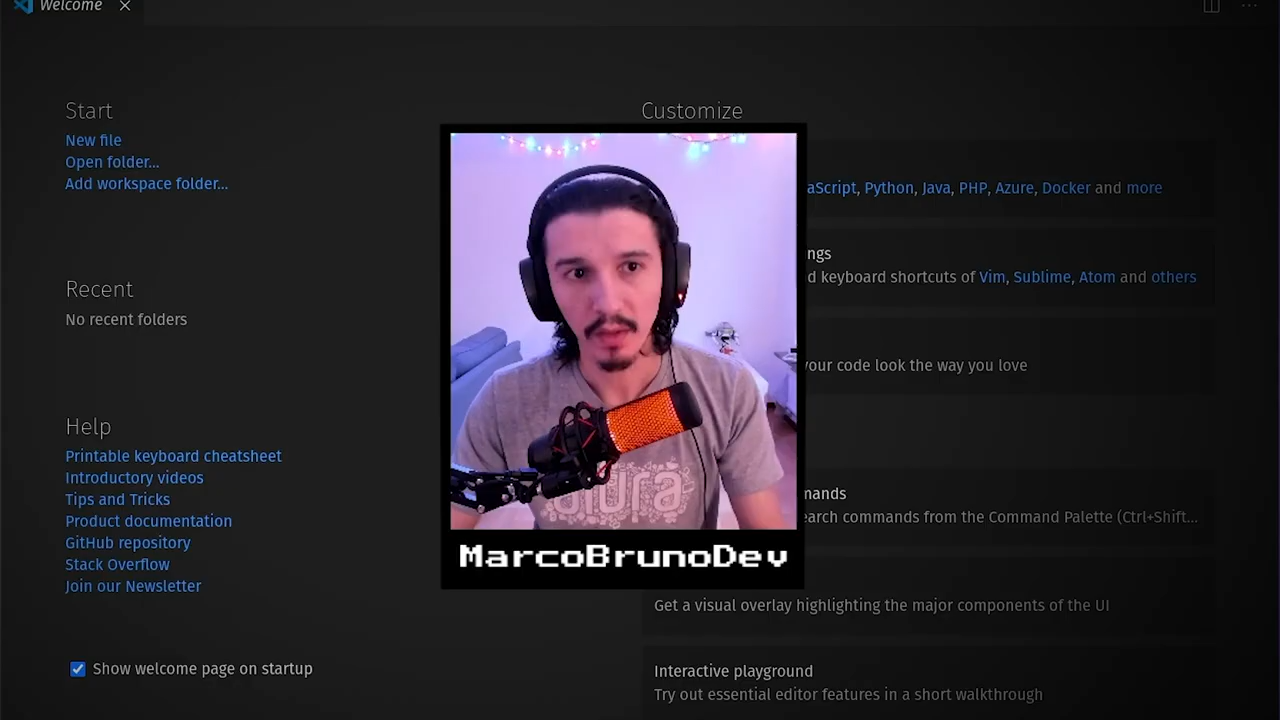 Welcome
Start
New file
Open folder...
Add workspace folder...
Recent
No recent folders
Help
Printable keyboard cheatsheet
Introductory videos
Tips and Tricks
Product documentation
GitHub repository
Stack Overflow
Join our Newsletter
Show welcome page on startup
MarcoBrunoDev
Customize
aScript, Python, Java, PHP, Azure, Docker and more
ngs
d keyboard shortcuts of Vim, Sublime, Atom and others
your code look the way you love
mands
earch commands from the Command Palette (Ctrl+Shift...
Get a visual overlay highlighting the major components of the UI
Interactive playground
Try out essential editor features in a short walkthrough